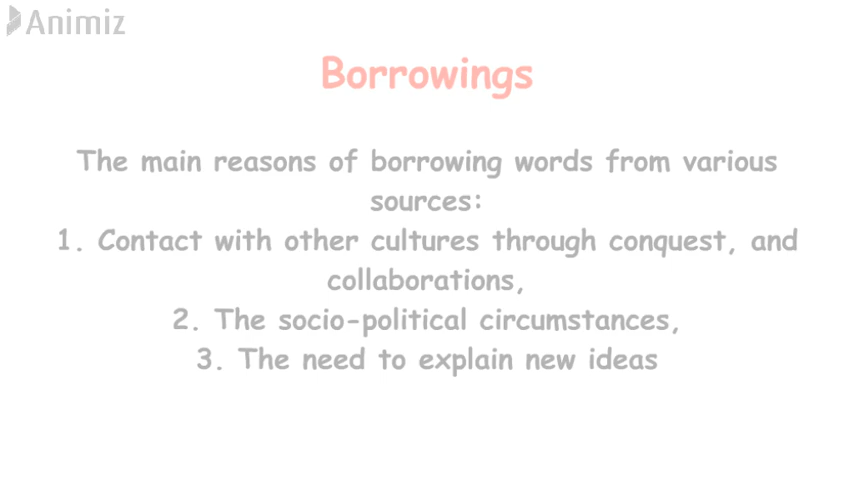 Animiz
Borrowings
The main reasons of borrowing words from various
sources:
1. Contact with other cultures through conquest, and
collaborations,
2. The socio-political circumstances,
3. The need to explain new ideas